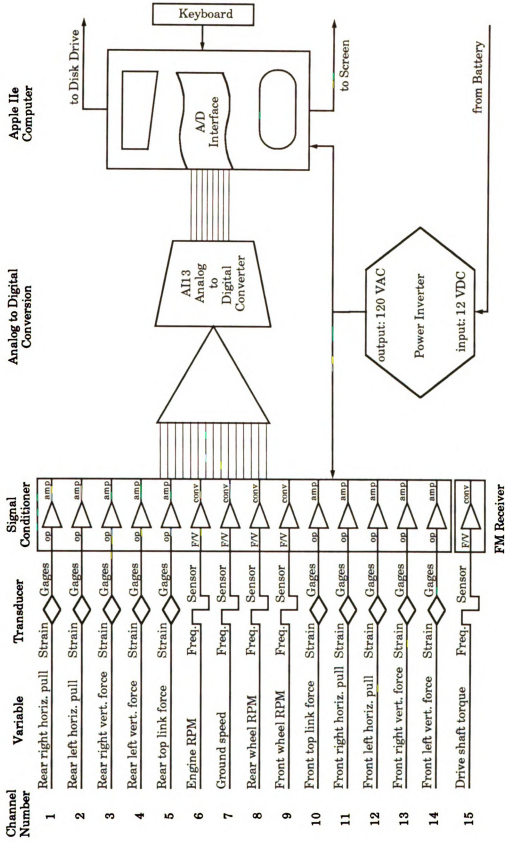 Channel Number
Variable
Transducer
Signal Conditioner
Analog to Digital Conversion
Apple IIe Computer
1 Rear right horiz. pull Strain Gages op amp
2 Rear left horiz. pull Strain Gages op amp
3 Rear right vert. force Strain Gages op amp
4 Rear left vert. force Strain Gages op amp
5 Rear top link force Strain Gages op amp
6 Engine RPM Freq. Sensor F/V conv
7 Ground speed Freq. Sensor F/V conv
8 Rear wheel RPM Freq. Sensor F/V conv
9 Front wheel RPM Freq. Sensor F/V conv
10 Front top link force Strain Gages op amp
11 Front right horiz. pull Strain Gages op amp
12 Front left horiz. pull Strain Gages op amp
13 Front right vert. force Strain Gages op amp
14 Front left vert. force Strain Gages op amp
15 Drive shaft torque Freq. Sensor F/V conv
FM Receiver
AI13
Analog
to
Digital
Converter
to Disk Drive
Keyboard
A/D
Interface
to Screen
output: 120 VAC
Power Inverter
input: 12 VDC
from Battery